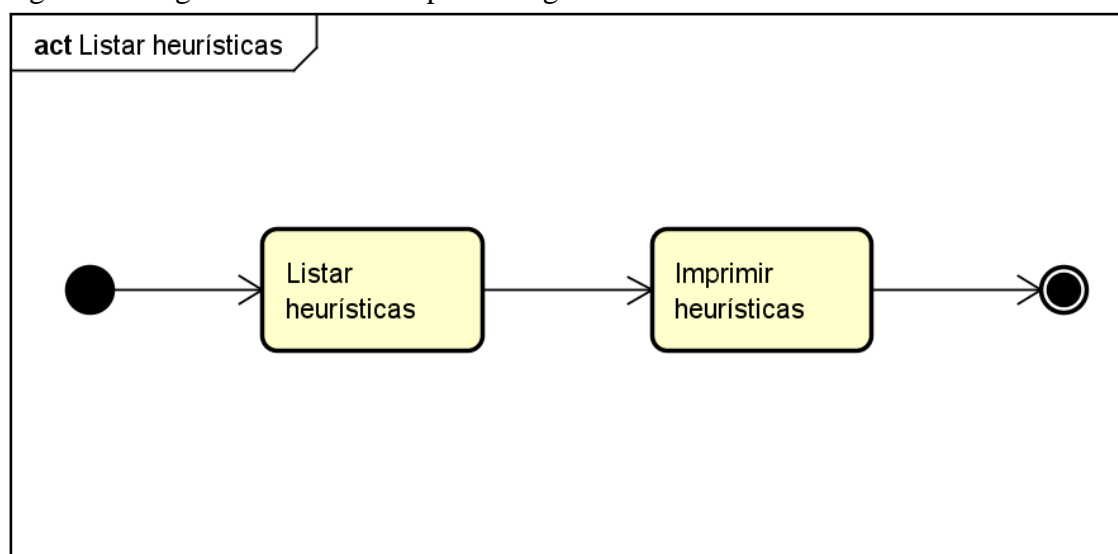 act Listar heurísticas
Listar
heurísticas
Imprimir
heurísticas